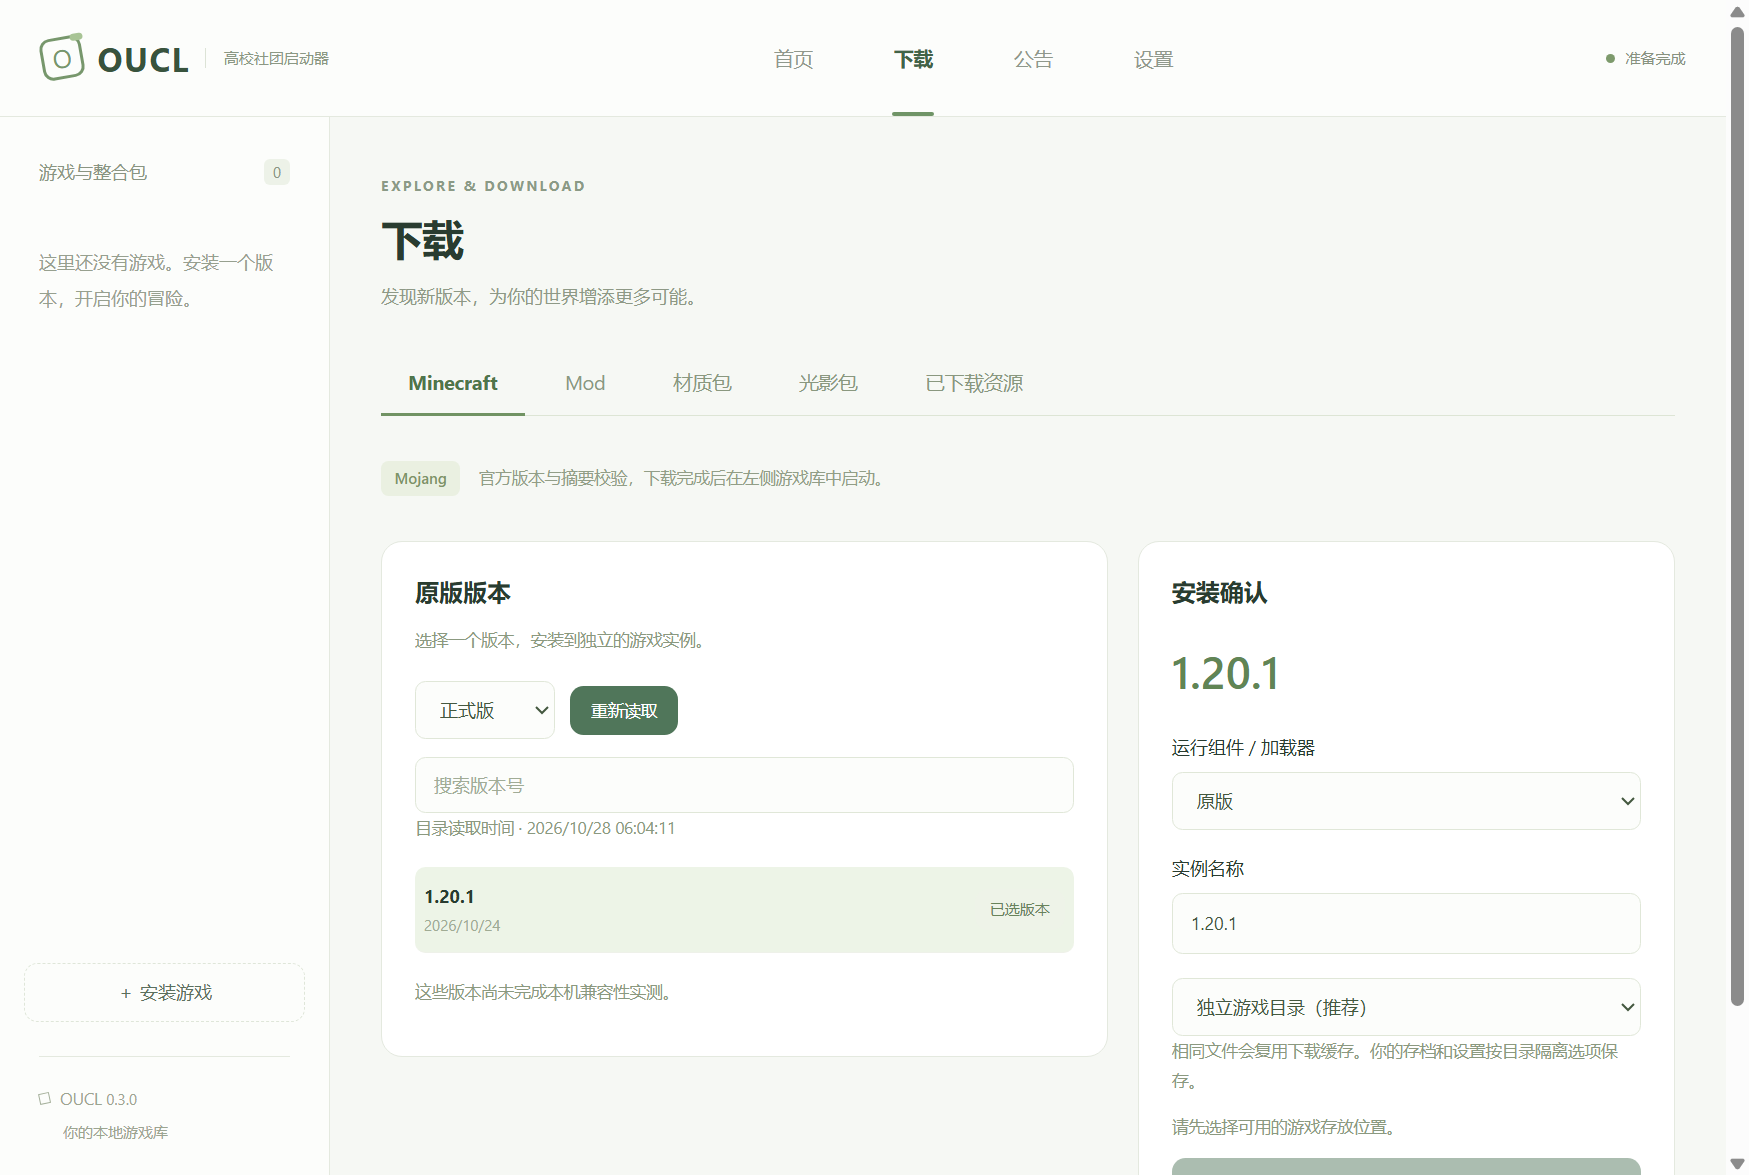 O OUCL 高校社团启动器
首页 下载 公告 设置
准备完成
游戏与整合包 0
这里还没有游戏。安装一个版
本，开启你的冒险。
+ 安装游戏
OUCL 0.3.0
你的本地游戏库
EXPLORE & DOWNLOAD
下载
发现新版本，为你的世界增添更多可能。
Minecraft Mod 材质包 光影包 已下载资源
Mojang 官方版本与摘要校验，下载完成后在左侧游戏库中启动。
原版版本
选择一个版本，安装到独立的游戏实例。
正式版 重新读取
搜索版本号
目录读取时间 · 2026/10/28 06:04:11
1.20.1
2026/10/24
已选版本
这些版本尚未完成本机兼容性实测。
安装确认
1.20.1
运行组件 / 加载器
原版
实例名称
1.20.1
独立游戏目录（推荐）
相同文件会复用下载缓存。你的存档和设置按目录隔离选项保
存。
请先选择可用的游戏存放位置。